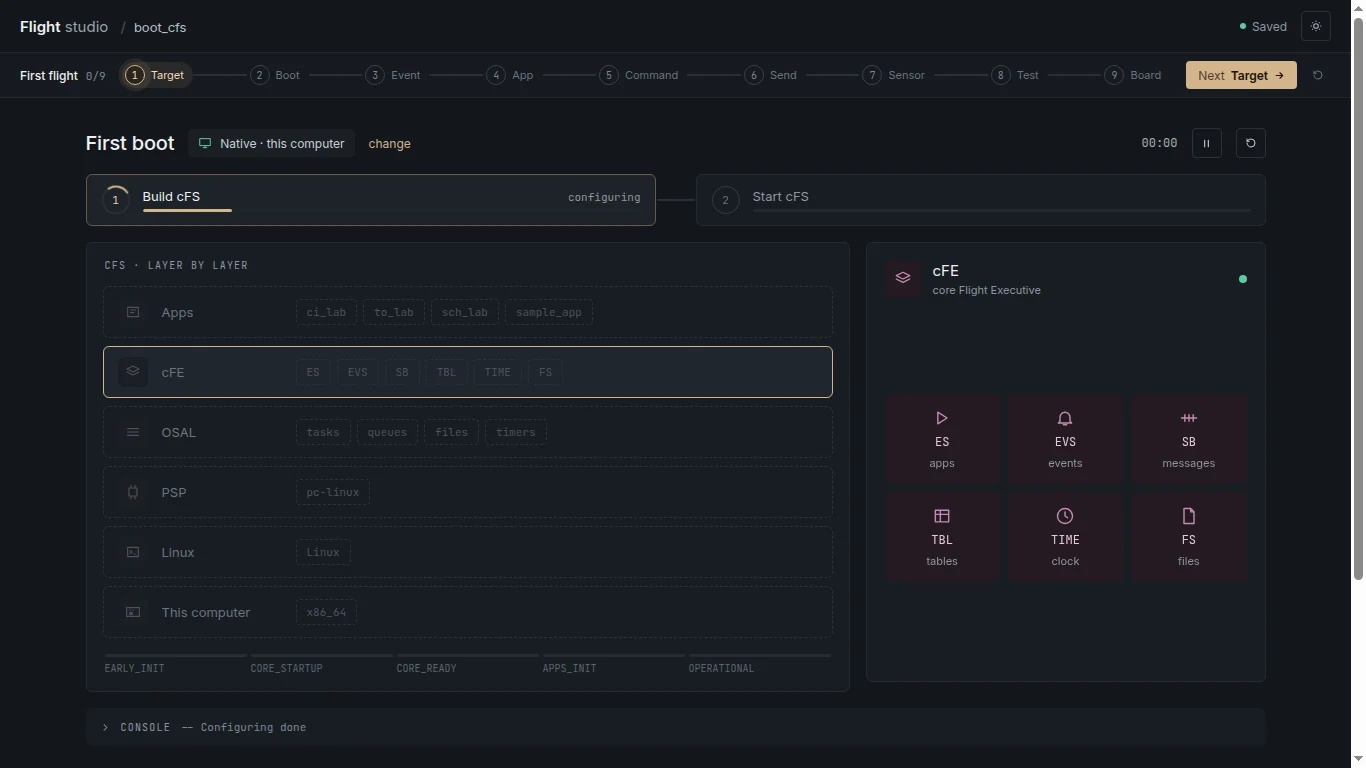 Flight studio / boot_cfs
Saved
First flight 0/9 1 Target 2 Boot 3 Event 4 App 5 Command 6 Send 7 Sensor 8 Test 9 Board Next Target →
First boot Native · this computer change 00:00
1 Build cFS configuring
2 Start cFS
CFS · LAYER BY LAYER
Apps ci_lab to_lab sch_lab sample_app
cFE ES EVS SB TBL TIME FS
OSAL tasks queues files timers
PSP pc-linux
Linux Linux
This computer x86_64
EARLY_INIT CORE_STARTUP CORE_READY APPS_INIT OPERATIONAL
cFE
core Flight Executive
ES EVS SB
apps events messages
TBL TIME FS
tables clock files
> CONSOLE -- Configuring done